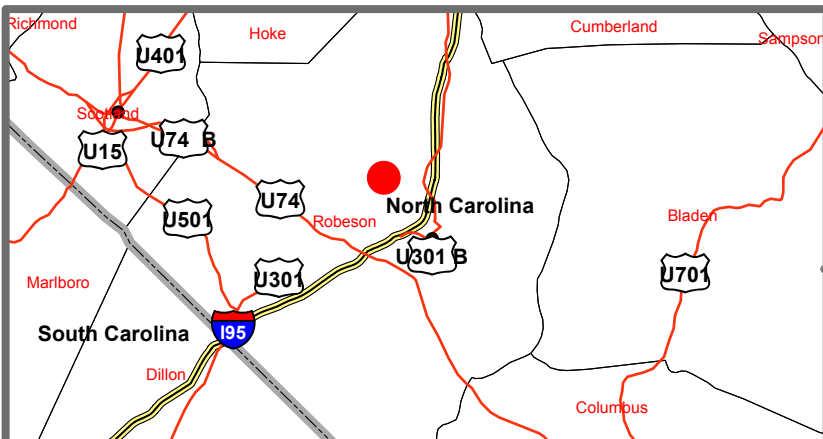 Richmond
Hoke
Cumberland
Sampson
U401
Scotland
U74 B
U15
U74
North Carolina
Robeson
Bladen
U501
U301 B
U301
U701
Marlboro
South Carolina
I95
Dillon
Columbus